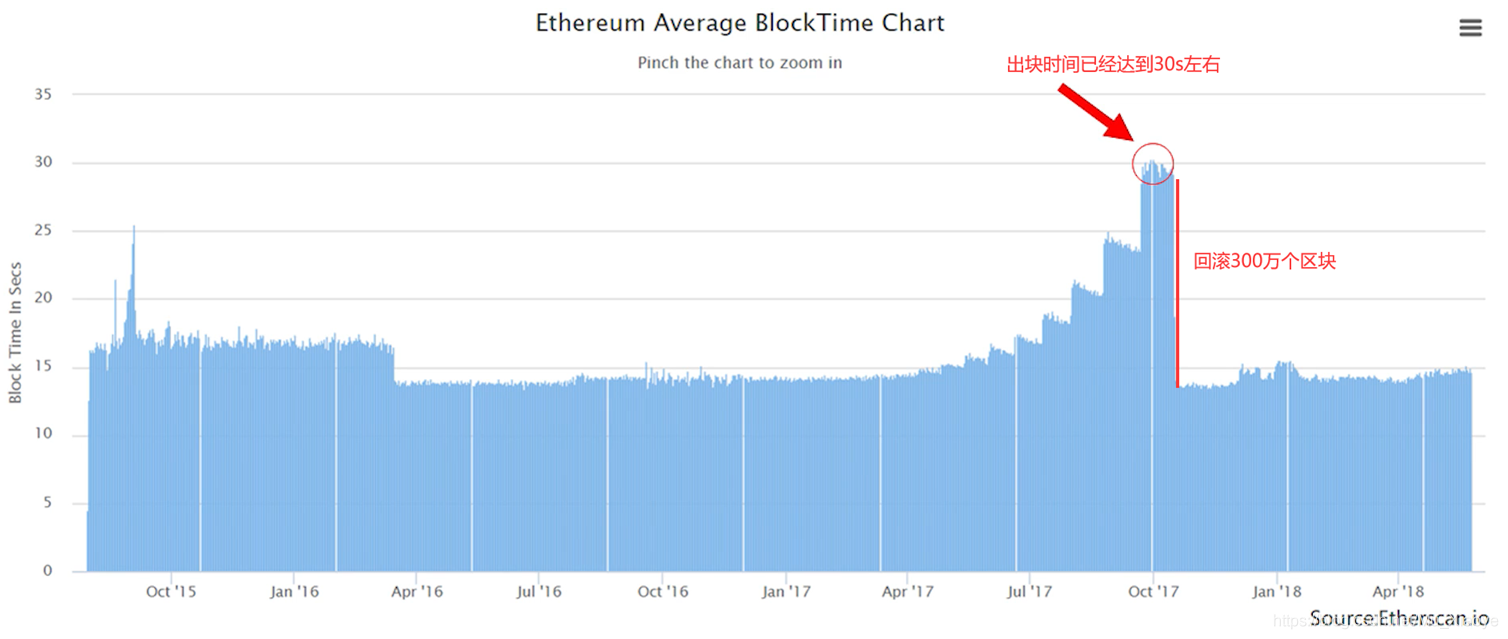 Ethereum Average BlockTime Chart
Pinch the chart to zoom in
出块时间已经达到30s左右
35
30
25
20
15
10
5
0
Block Time In Secs
回滚300万个区块
Oct '15
Jan '16
Apr '16
Jul '16
Oct '16
Jan '17
Apr '17
Jul '17
Oct '17
Jan '18
Apr '18
Source:Etherscan.io